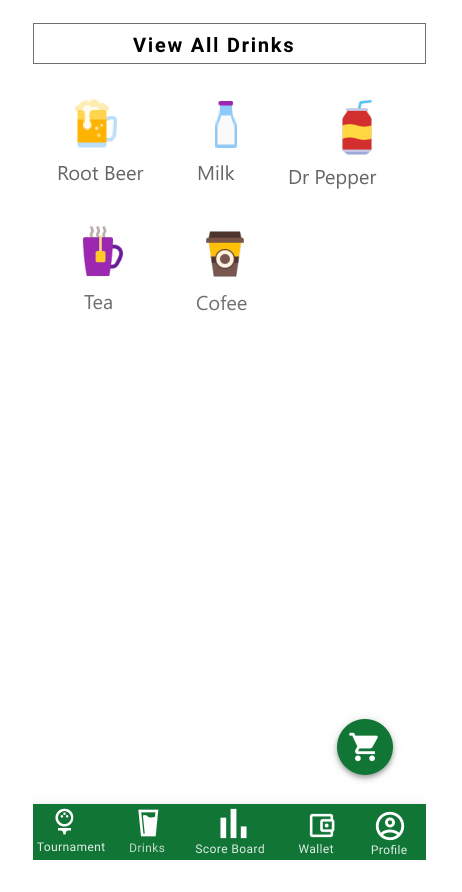 View All Drinks
Root Beer
Milk
Dr Pepper
Tea
Cofee
Tournament
Drinks
Score Board
Wallet
Profile